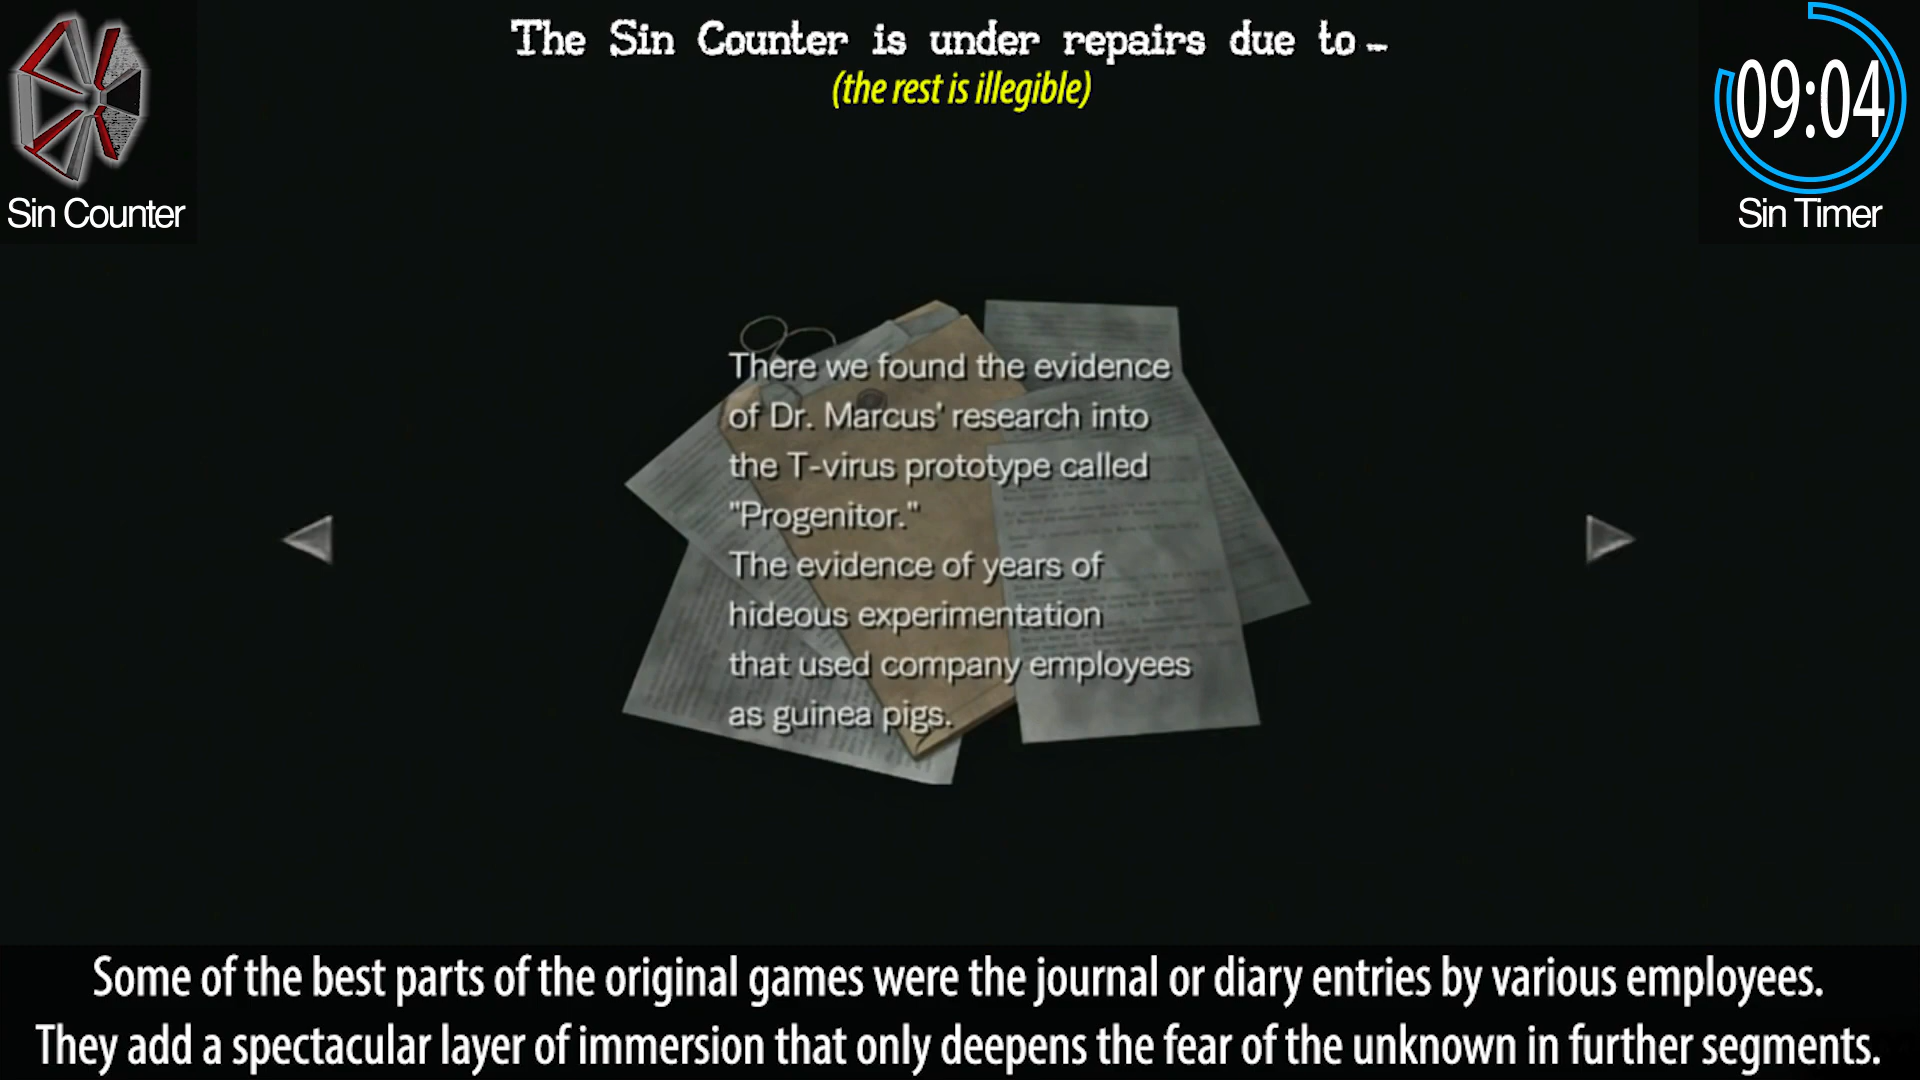 The Sin Counter is under repairs due to-
(the rest is illegible)
Sin Counter
09:04
Sin Timer
There we found the evidence
of Dr. Marcus' research into
the T-virus prototype called
"Progenitor."
The evidence of years of
hideous experimentation
that used company employees
as guinea pigs.
Some of the best parts of the original games were the journal or diary entries by various employees.
They add a spectacular layer of immersion that only deepens the fear of the unknown in further segments.